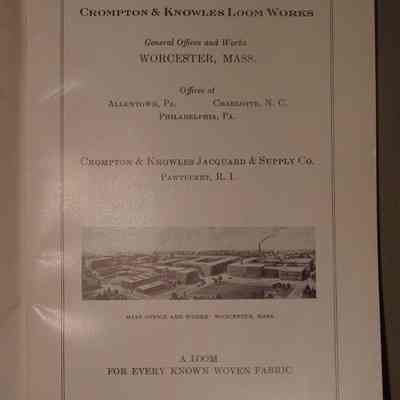 CROMPTON & KNOWLES LOOM WORKS
General Offices and Works
WORCESTER, MASS.
Offices at
ALLENTOWN, PA. CHARLOTTE, N. C.
PHILADELPHIA, PA.
CROMPTON & KNOWLES JACQUARD & SUPPLY CO.
PAWTUCKET, R. I.
MAIN OFFICE AND WORKS WORCESTER, MASS.
A LOOM
FOR EVERY KNOWN WOVEN FABRIC